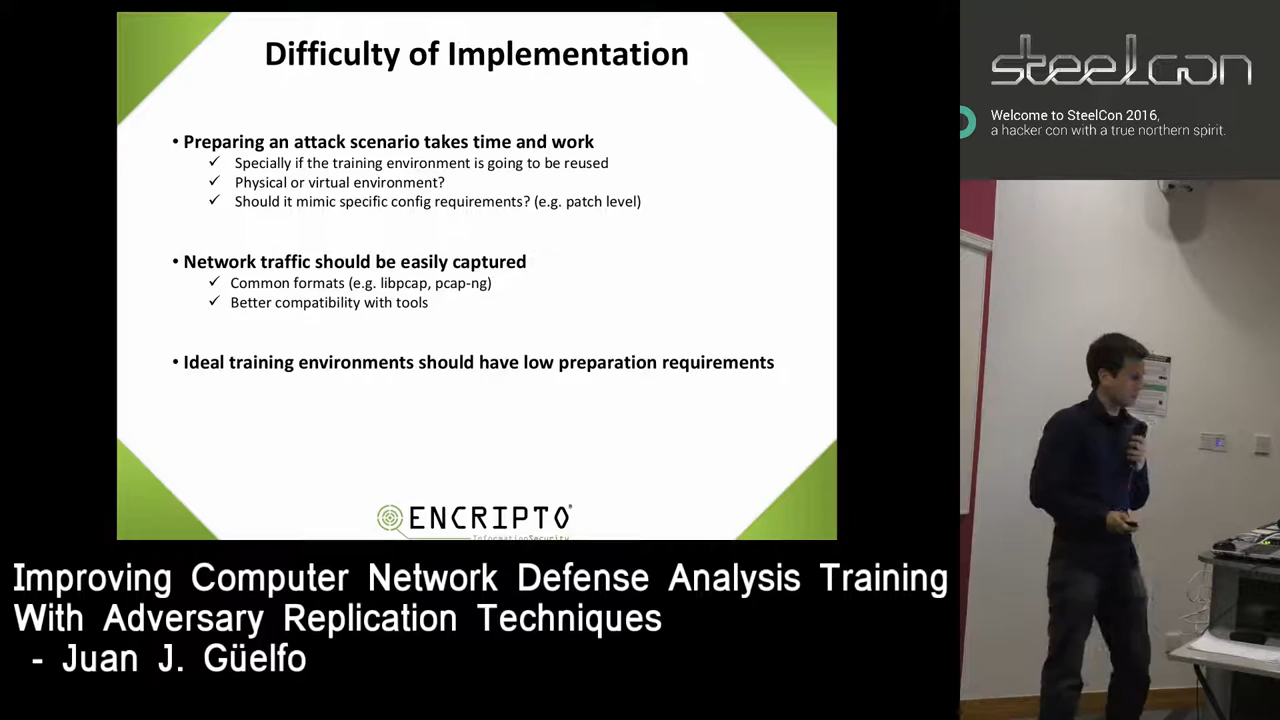 Difficulty of Implementation
• Preparing an attack scenario takes time and work
✓ Specially if the training environment is going to be reused
✓ Physical or virtual environment?
✓ Should it mimic specific config requirements? (e.g. patch level)
• Network traffic should be easily captured
✓ Common formats (e.g. libpcap, pcap-ng)
✓ Better compatibility with tools
• Ideal training environments should have low preparation requirements
ENCRIPTO
InformationSecurity
steelcon
Welcome to SteelCon 2016,
a hacker con with a true northern spirit.
Improving Computer Network Defense Analysis Training
With Adversary Replication Techniques
- Juan J. Güelfo